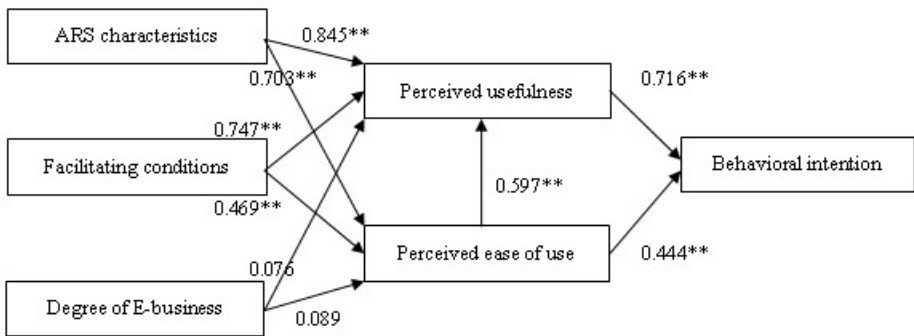 ARS characteristics
0.845**
0.703**
Perceived usefulness
0.716**
0.747**
Facilitating conditions
Behavioral intention
0.597**
0.469**
Perceived ease of use
0.444**
0.076
Degree of E-business
0.089